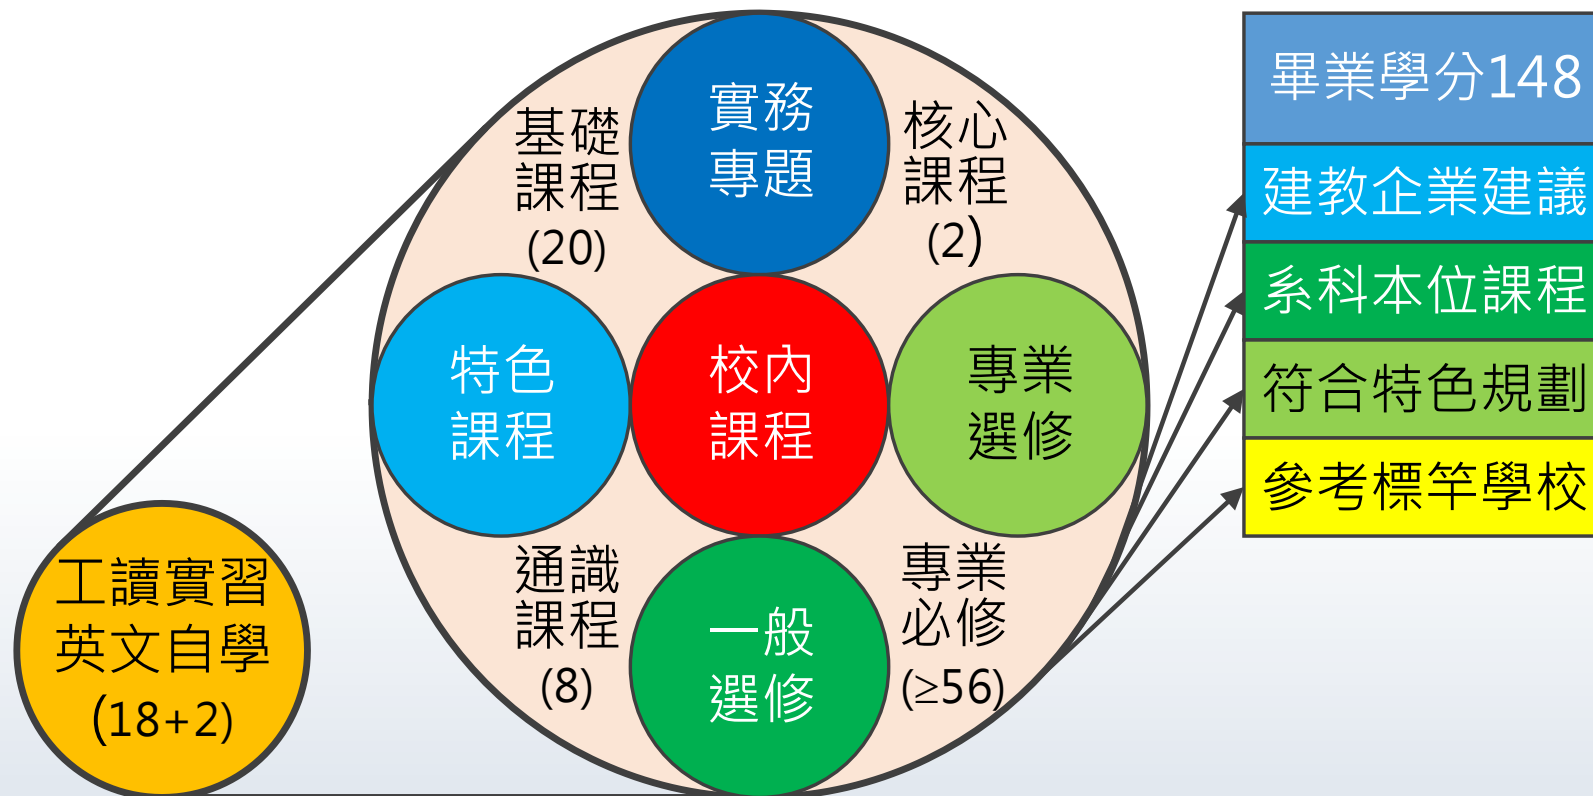 實務
專題
基礎
課程
(20)
核心
課程
(2)
特色
課程
校內
課程
專業
選修
通識
課程
(8)
一般
選修
專業
必修
(≥56)
工讀實習
英文自學
(18+2)
畢業學分148
建教企業建議
系科本位課程
符合特色規劃
參考標竿學校